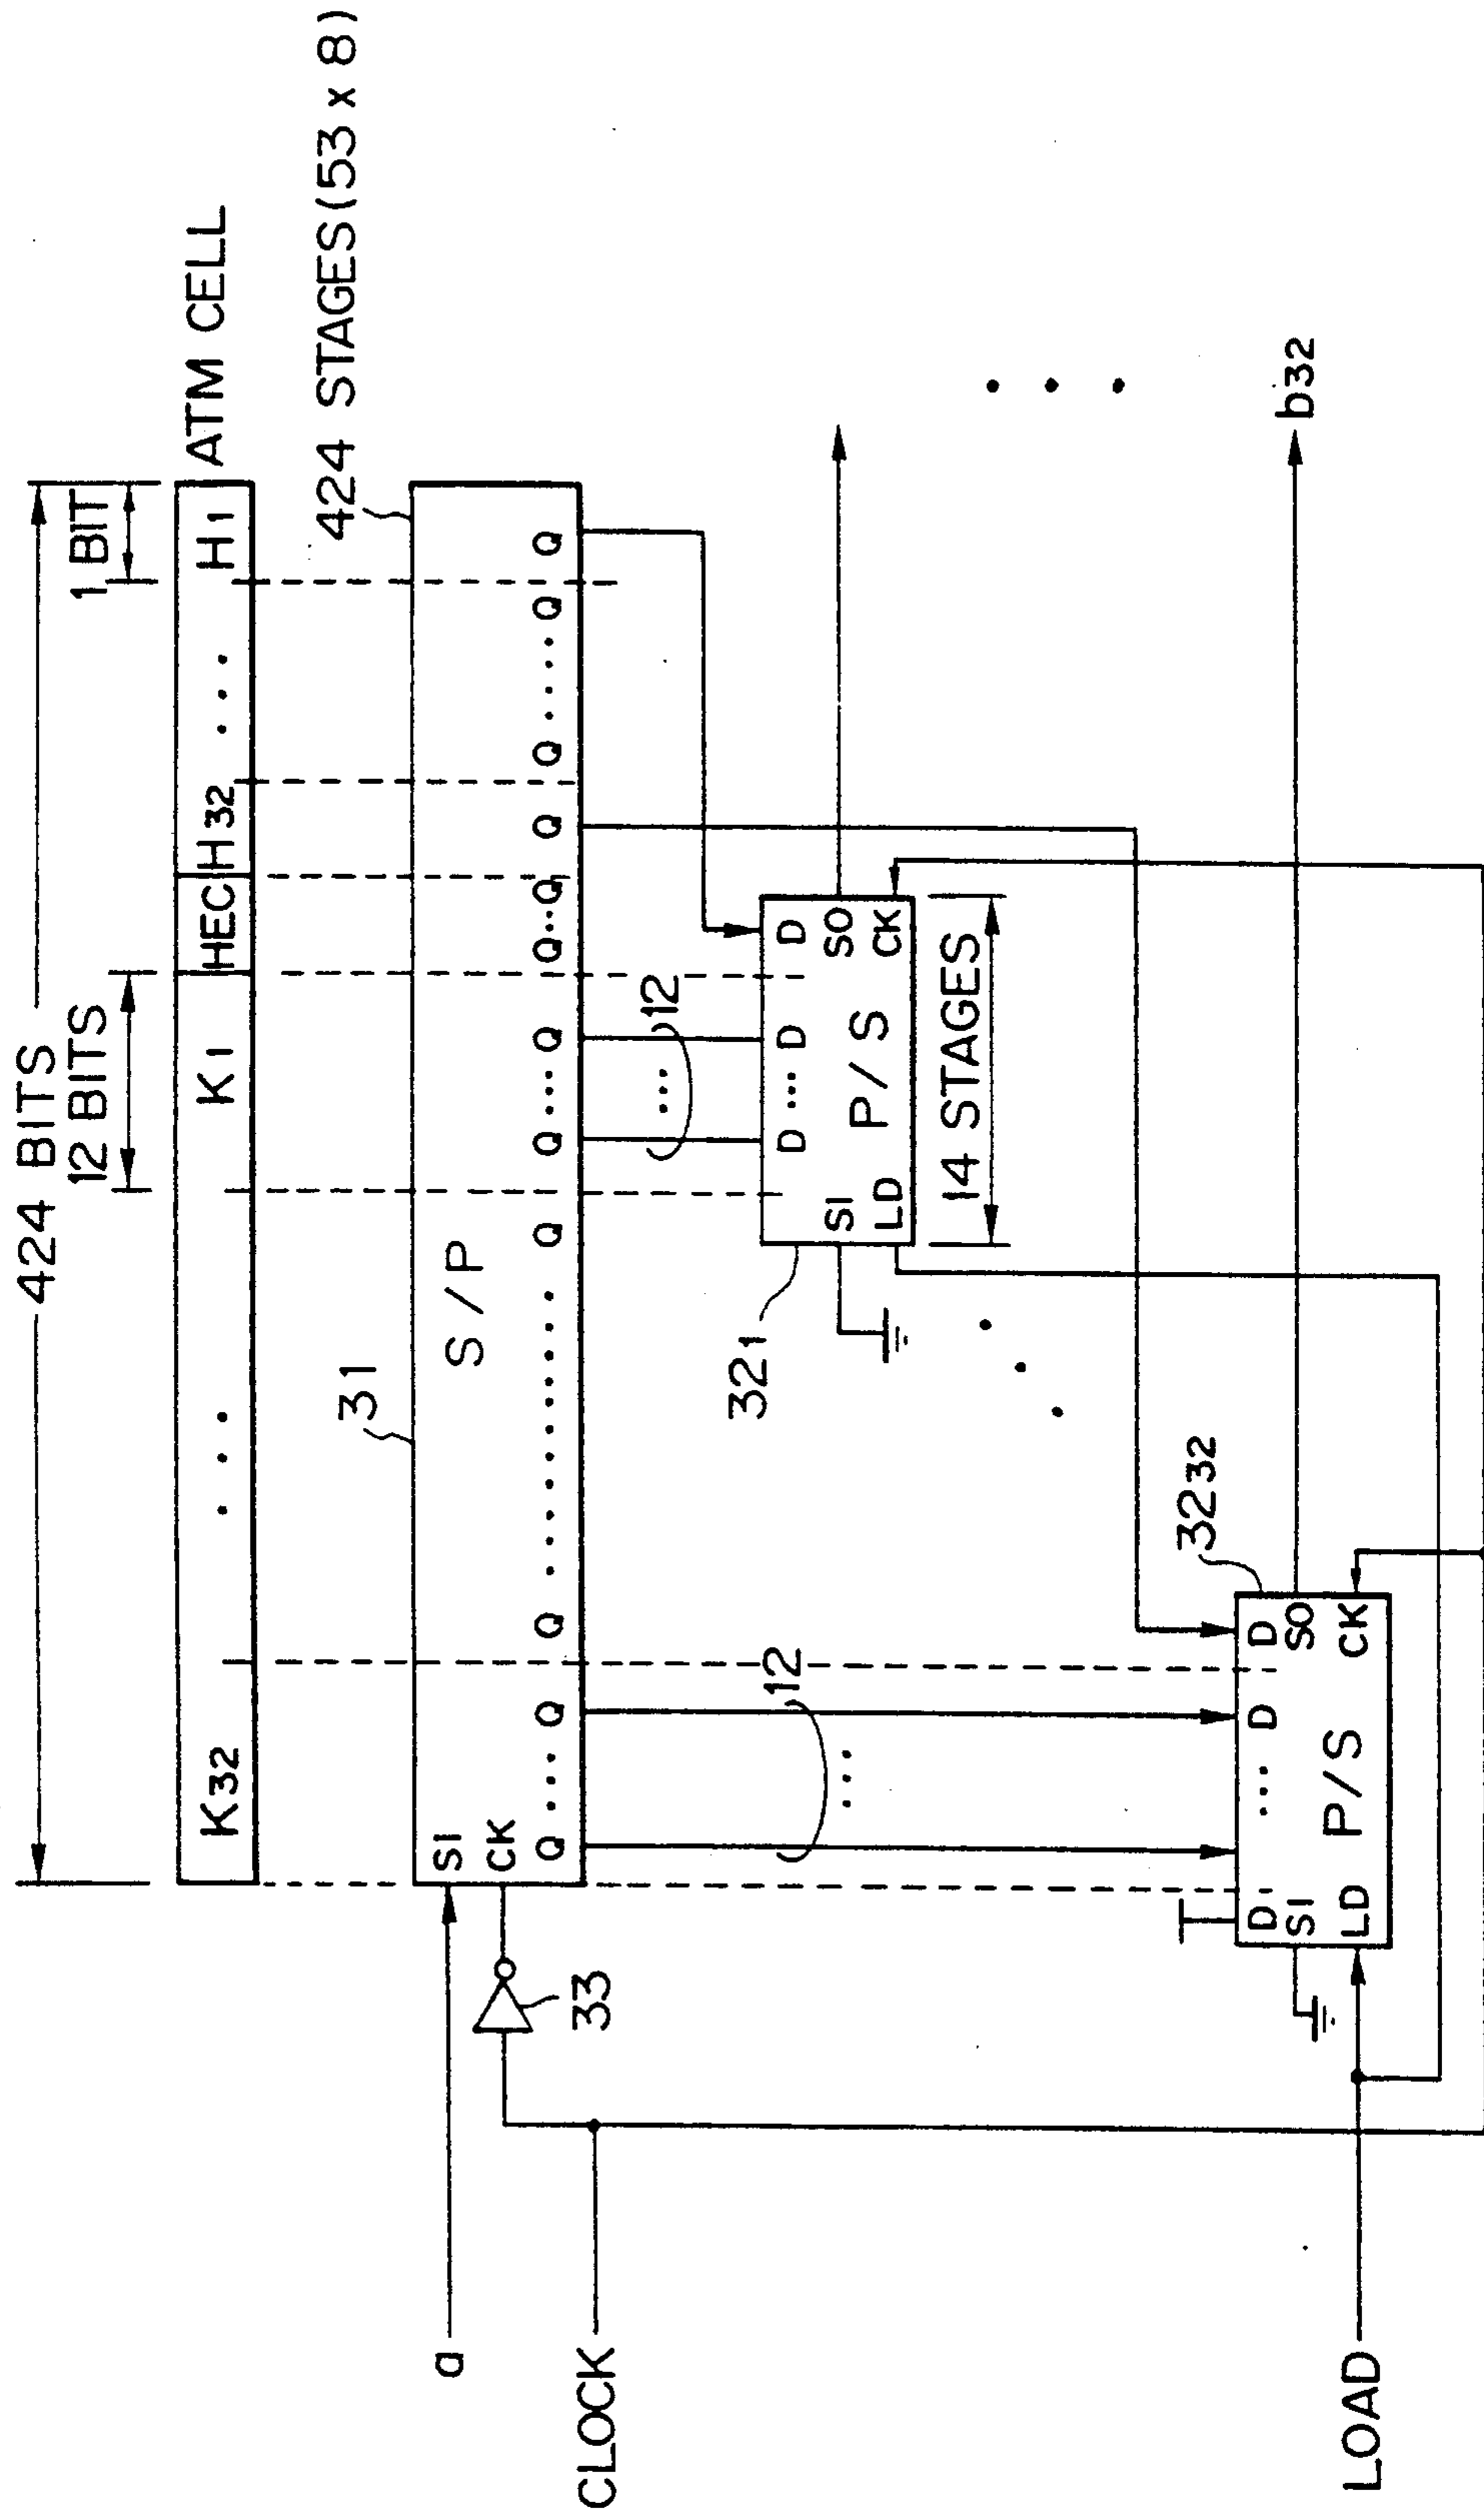 424 BITS
12 BITS
1 BIT
K32 ... K1 HEC H32 ... H1 ATM CELL
424 STAGES (53 x 8)
31
a
SI
S/P
CLOCK
CK
33
Q ... Q Q ......... Q Q ... Q Q ... Q Q Q .... Q Q
12
12
321
D ... D D
SI
SO
P/S
LD
CK
14 STAGES
. . .
. . .
3232
D ... D D
SI
SO
b32
P/S
LOAD
LD
CK